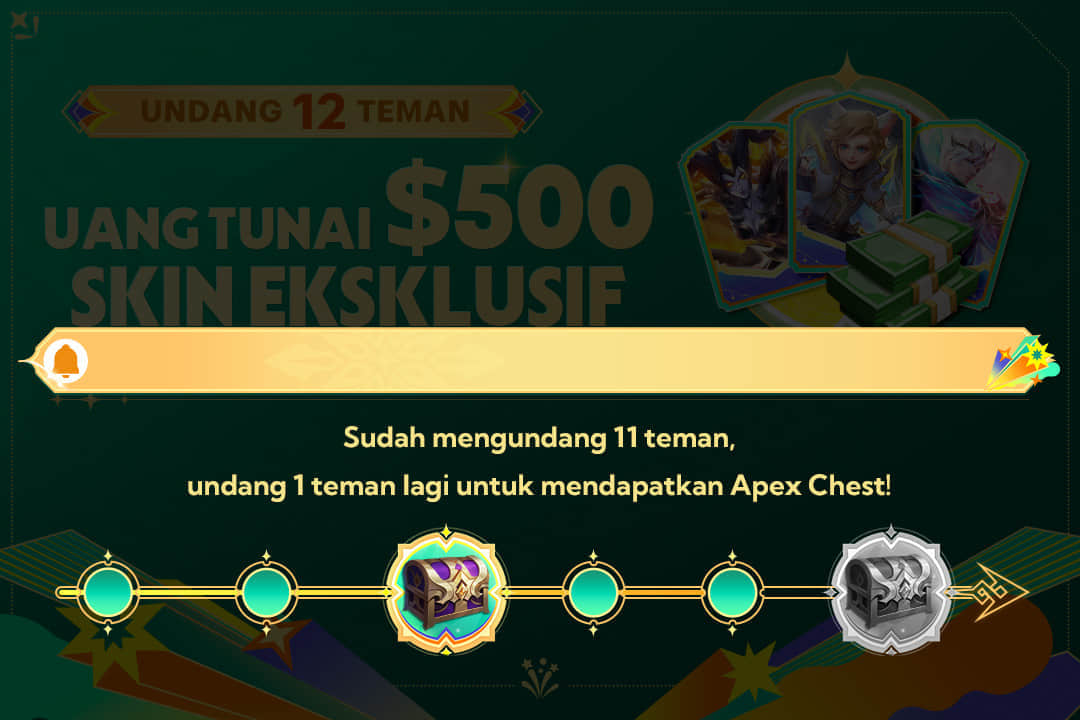 UNDANG 12 TEMAN
UANG TUNAI $500
SKIN EKSKLUSIF
Sudah mengundang 11 teman,
undang 1 teman lagi untuk mendapatkan Apex Chest!